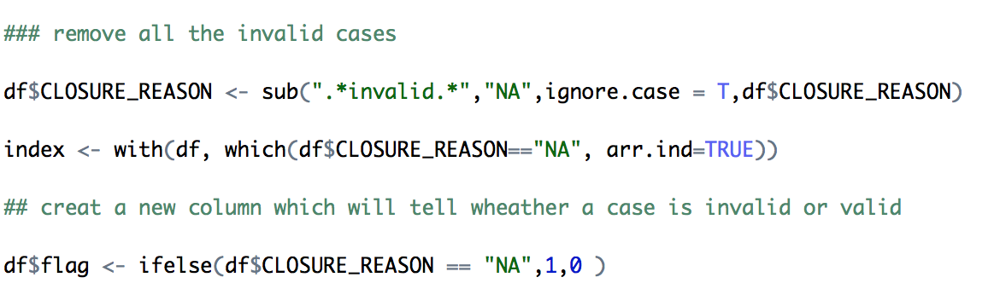 ### remove all the invalid cases
df$CLOSURE_REASON <- sub(".*invalid.*","NA",ignore.case = T,df$CLOSURE_REASON)
index <- with(df, which(df$CLOSURE_REASON=="NA", arr.ind=TRUE))
## creat a new column which will tell wheather a case is invalid or valid
df$flag <- ifelse(df$CLOSURE_REASON == "NA",1,0 )